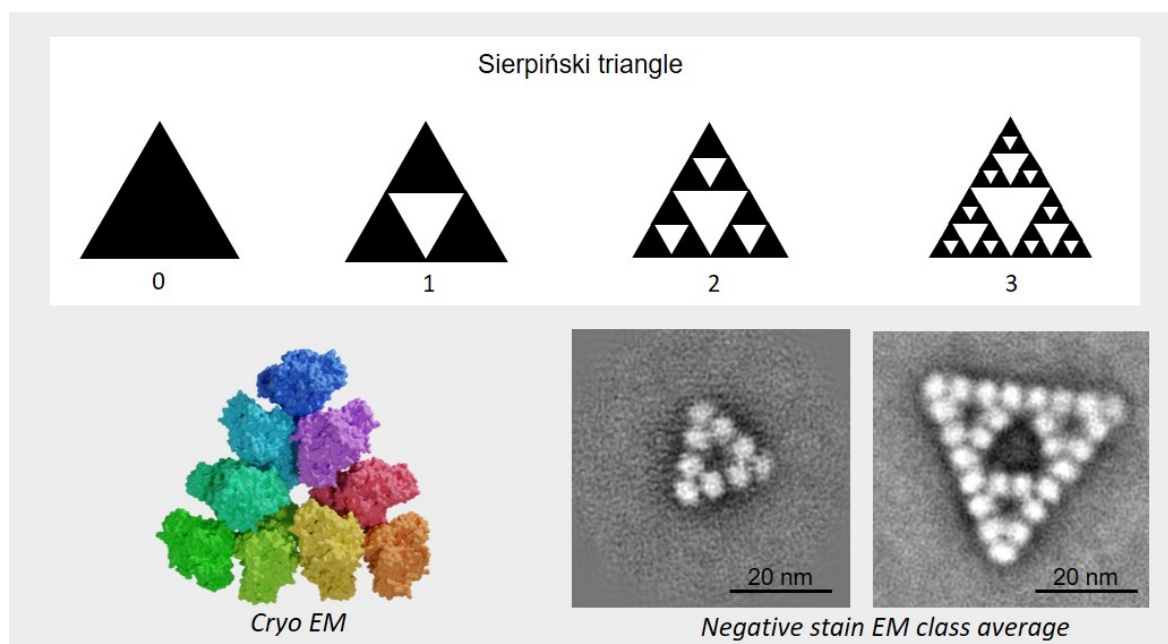 Sierpiński triangle
0 1 2 3
20 nm 20 nm
Cryo EM
Negative stain EM class average